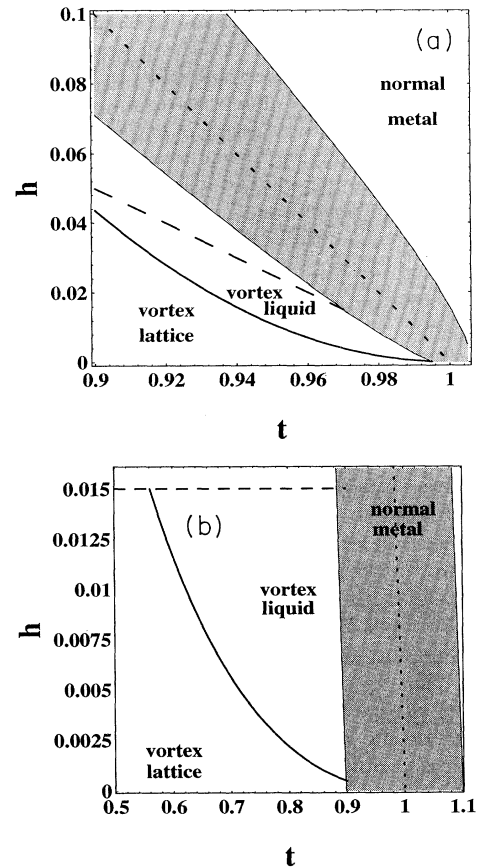 0.1
(a)
normal
metal
0.08
0.06
h
0.04
vortex
liquid
0.02
vortex
lattice
0
0.9 0.92 0.94 0.96 0.98 1
t
0.015
(b)
normal
metal
0.0125
vortex
liquid
0.01
h
0.0075
0.005
0.0025
vortex
lattice
0
0.5 0.6 0.7 0.8 0.9 1 1.1
t